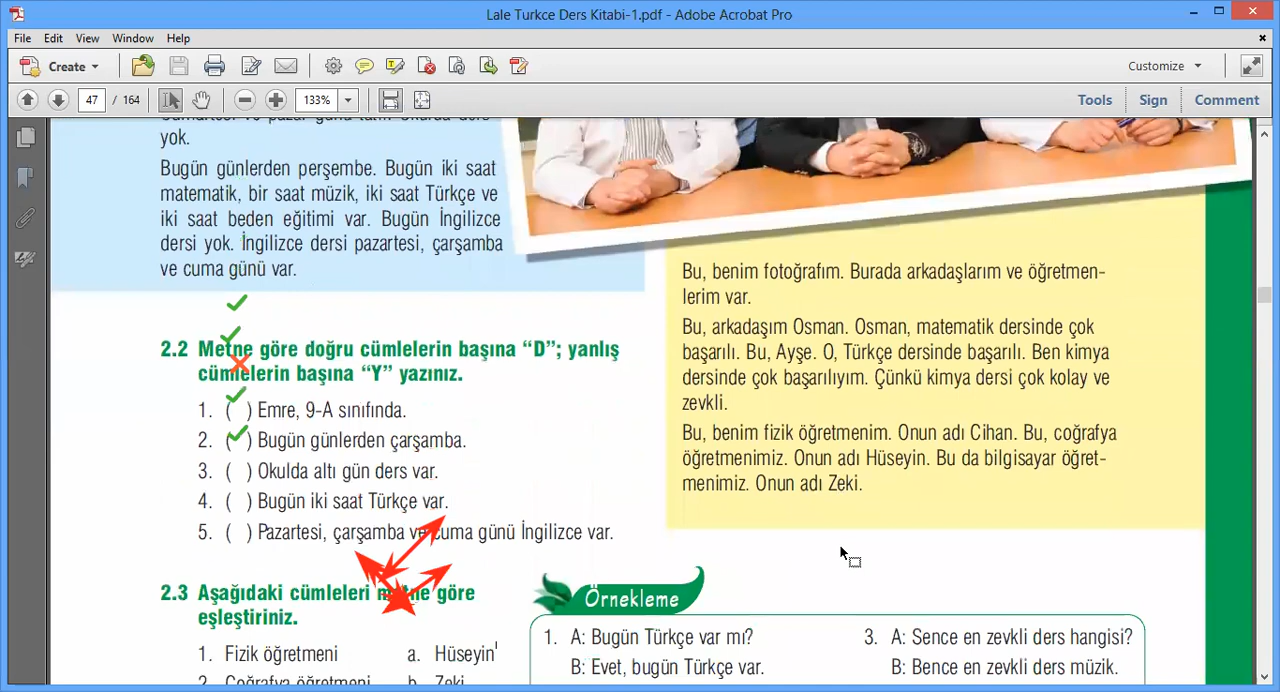 Lale Turkce Ders Kitabi-1.pdf - Adobe Acrobat Pro
File Edit View Window Help
Create
Customize
47 / 164
133%
Tools Sign Comment
yok.
Bugün günlerden perşembe. Bugün iki saat
matematik, bir saat müzik, iki saat Türkçe ve
iki saat beden eğitimi var. Bugün İngilizce
dersi yok. İngilizce dersi pazartesi, çarşamba
ve cuma günü var.
2.2 Metne göre doğru cümlelerin başına “D”; yanlış
cümlelerin başına “Y” yazınız.
1. ( ) Emre, 9-A sınıfında.
2. ( ) Bugün günlerden çarşamba.
3. ( ) Okulda altı gün ders var.
4. ( ) Bugün iki saat Türkçe var.
5. ( ) Pazartesi, çarşamba ve cuma günü İngilizce var.
2.3 Aşağıdaki cümleleri metne göre
eşleştiriniz.
1. Fizik öğretmeni a. Hüseyin
2. Coğrafya öğretmeni b. Zeki
Bu, benim fotoğrafım. Burada arkadaşlarım ve öğretmen-
lerim var.
Bu, arkadaşım Osman. Osman, matematik dersinde çok
başarılı. Bu, Ayşe. O, Türkçe dersinde başarılı. Ben kimya
dersinde çok başarılıyım. Çünkü kimya dersi çok kolay ve
zevkli.
Bu, benim fizik öğretmenim. Onun adı Cihan. Bu, coğrafya
öğretmenimiz. Onun adı Hüseyin. Bu da bilgisayar öğret-
menimiz. Onun adı Zeki.
Örnekleme
1. A: Bugün Türkçe var mı?
B: Evet, bugün Türkçe var.
3. A: Sence en zevkli ders hangisi?
B: Bence en zevkli ders müzik.